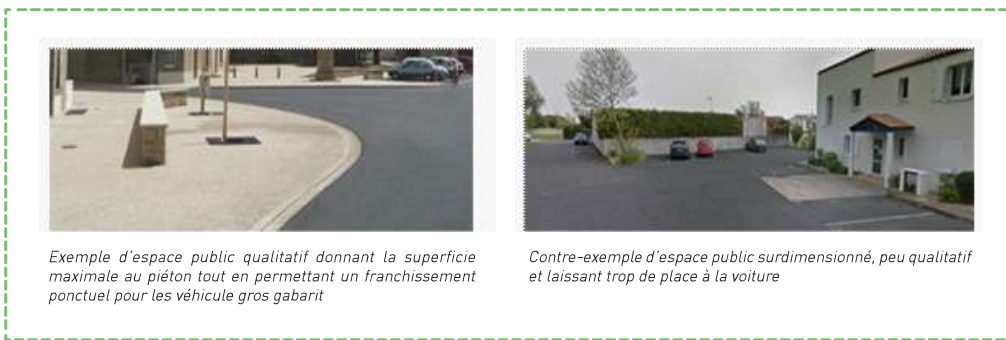 Exemple d'espace public qualitatif donnant la superficie
maximale au piéton tout en permettant un franchissement
ponctuel pour les véhicule gros gabarit
Contre-exemple d'espace public surdimensionné, peu qualitatif
et laissant trop de place à la voiture